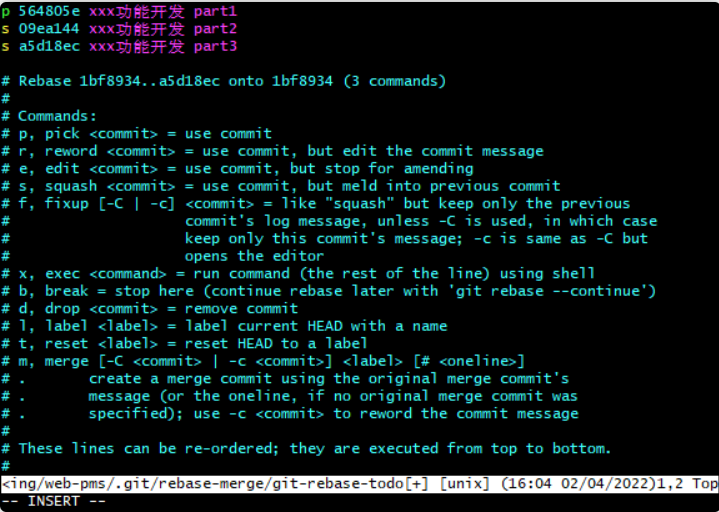 p 564805e xxx功能开发 part1
s 09ea144 xxx功能开发 part2
s a5d18ec xxx功能开发 part3

# Rebase 1bf8934..a5d18ec onto 1bf8934 (3 commands)
#
# Commands:
# p, pick <commit> = use commit
# r, reword <commit> = use commit, but edit the commit message
# e, edit <commit> = use commit, but stop for amending
# s, squash <commit> = use commit, but meld into previous commit
# f, fixup [-C | -c] <commit> = like "squash" but keep only the previous
#                    commit's log message, unless -C is used, in which case
#                    keep only this commit's message; -c is same as -C but
#                    opens the editor
# x, exec <command> = run command (the rest of the line) using shell
# b, break = stop here (continue rebase later with 'git rebase --continue')
# d, drop <commit> = remove commit
# l, label <label> = label current HEAD with a name
# t, reset <label> = reset HEAD to a label
# m, merge [-C <commit> | -c <commit>] <label> [# <oneline>]
# .       create a merge commit using the original merge commit's
# .       message (or the oneline, if no original merge commit was
# .       specified); use -c <commit> to reword the commit message
#
# These lines can be re-ordered; they are executed from top to bottom.
#
<ing/web-pms/.git/rebase-merge/git-rebase-todo[+] [unix] (16:04 02/04/2022)1,2 Top
-- INSERT --